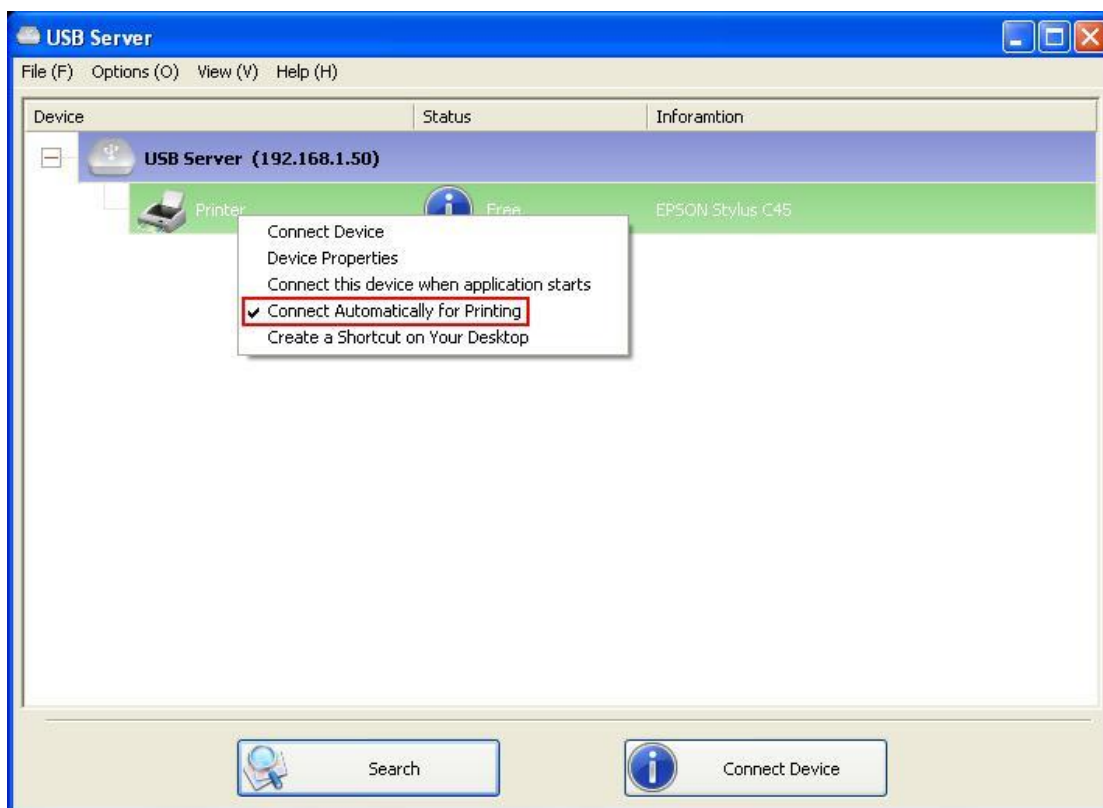 USB Server
File (F) Options (O) View (V) Help (H)
Device Status Inforamtion
USB Server (192.168.1.50)
Printer Free EPSON Stylus C45
Connect Device
Device Properties
Connect this device when application starts
✔ Connect Automatically for Printing
Create a Shortcut on Your Desktop
Search Connect Device